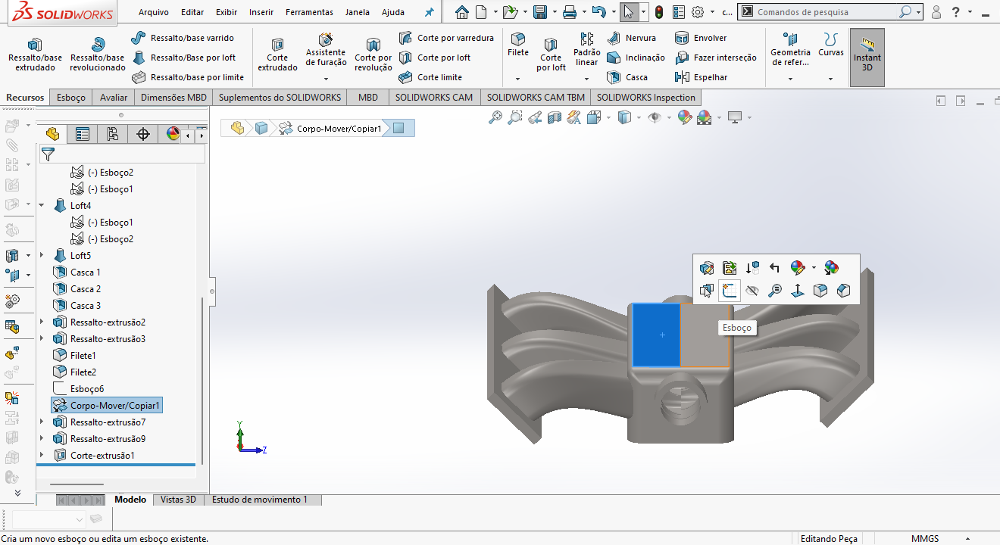 SOLIDWORKS
Arquivo Editar Exibir Inserir Ferramentas Janela Ajuda
c...
Comandos de pesquisa
?
Ressalto/base extrudado
Ressalto/base revolucionado
Ressalto/base varrido
Ressalto/Base por loft
Ressalto/base por limite
Corte extrudado
Assistente de furação
Corte por revolução
Corte por varredura
Corte por loft
Corte limite
Filete
Corte por loft
Padrão linear
Nervura
Inclinação
Casca
Envolver
Fazer interseção
Espelhar
Geometria de refer...
Curvas
Instant 3D
Recursos Esboço Avaliar Dimensões MBD Suplementos do SOLIDWORKS MBD SOLIDWORKS CAM SOLIDWORKS CAM TBM SOLIDWORKS Inspection
Corpo-Mover/Copiar1
(-) Esboço2
(-) Esboço1
Loft4
(-) Esboço1
(-) Esboço2
Loft5
Casca 1
Casca 2
Casca 3
Ressalto-extrusão2
Ressalto-extrusão3
Filete1
Filete2
Esboço6
Corpo-Mover/Copiar1
Ressalto-extrusão7
Ressalto-extrusão9
Corte-extrusão1
Esboço
Y
Z
Modelo Vistas 3D Estudo de movimento 1
Cria um novo esboço ou edita um esboço existente.
Editando Peça
MMGS